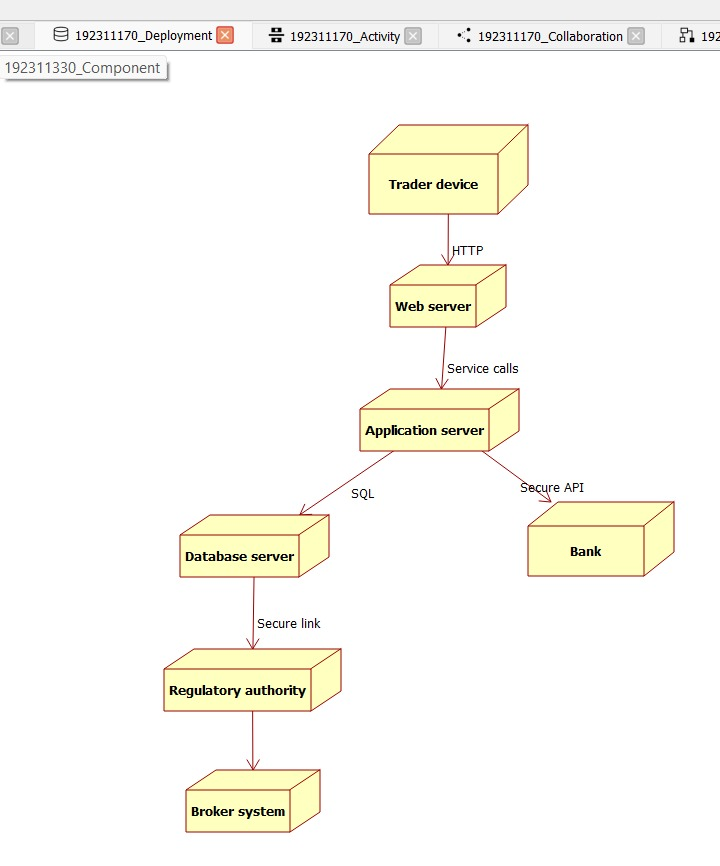 192311170_Deployment
192311170_Activity
192311170_Collaboration
192
192311330_Component
Trader device
HTTP
Web server
Service calls
Application server
SQL
Secure API
Database server
Bank
Secure link
Regulatory authority
Broker system